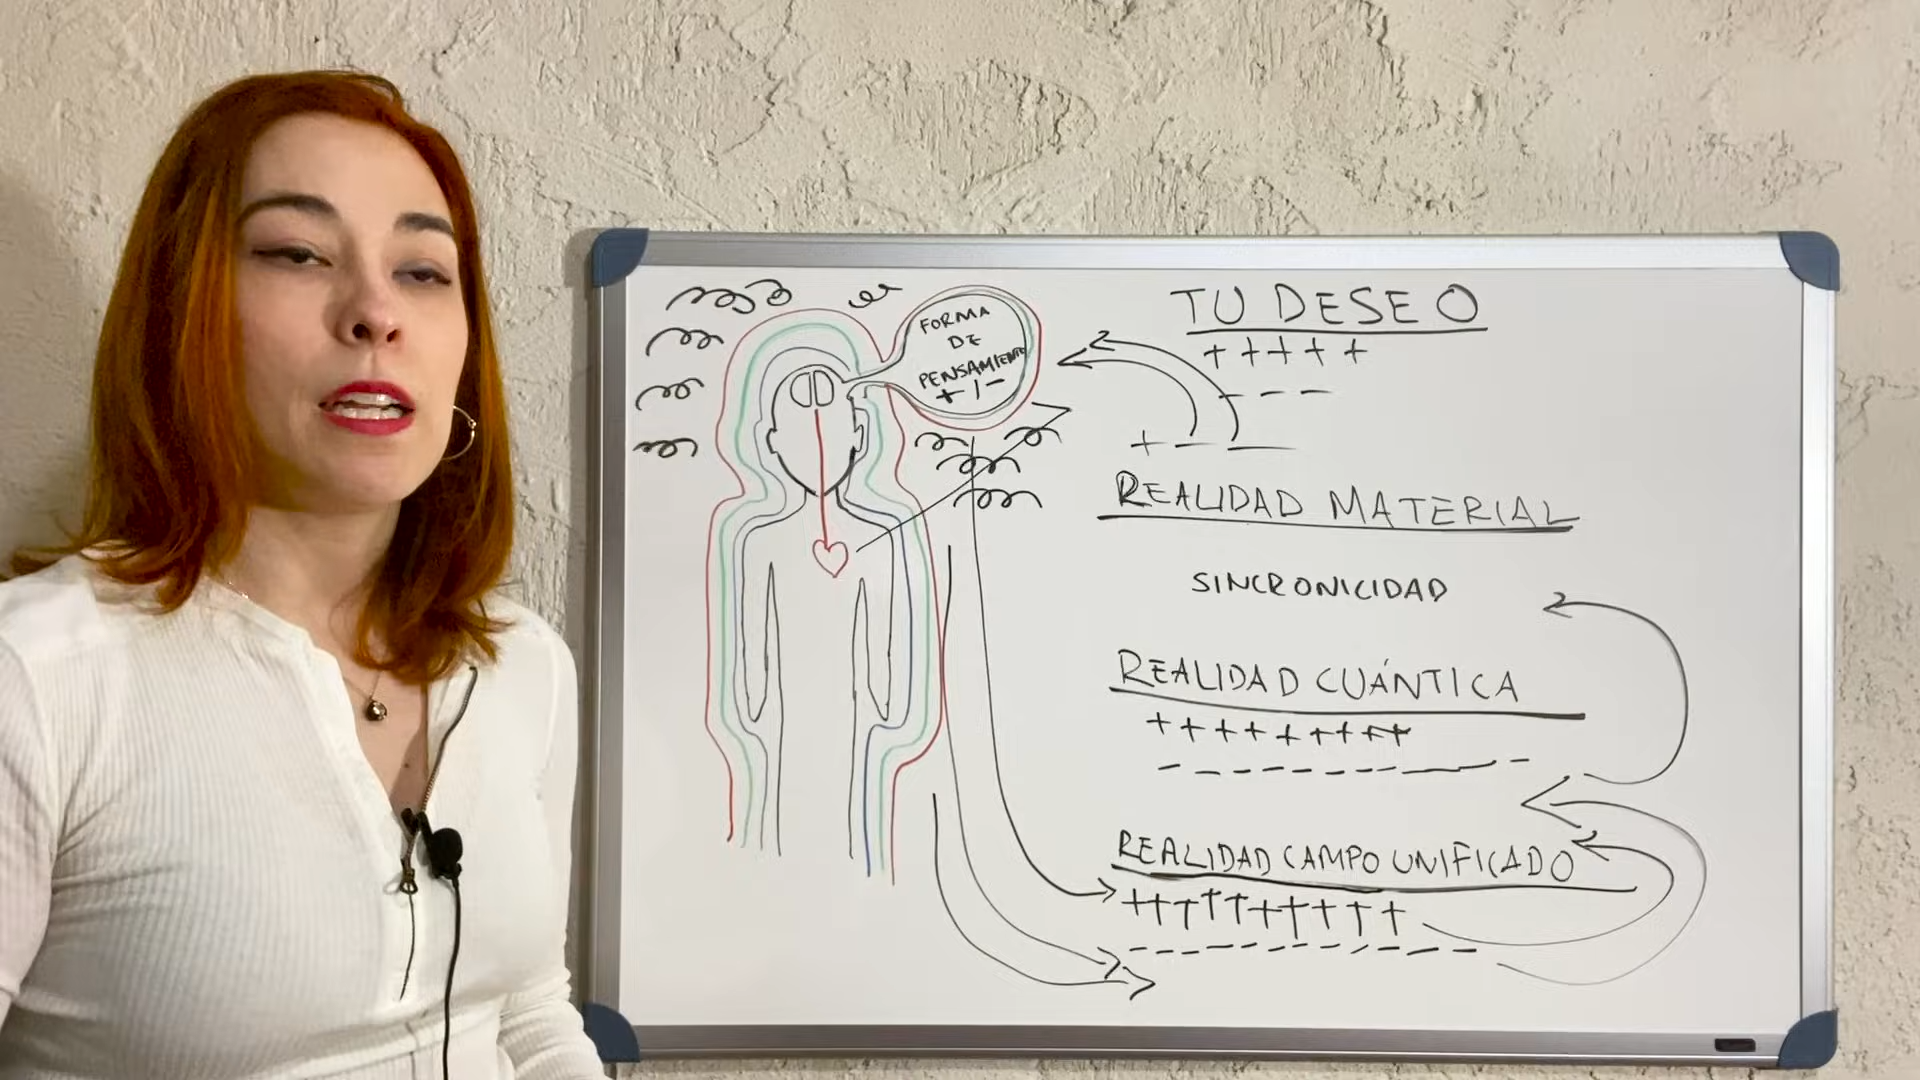 FORMA
DE
PENSAMIENTO
+ / -
TU DESEO
+ + + + +
- - - -
+ - -
REALIDAD MATERIAL
SINCRONICIDAD
REALIDAD CUÁNTICA
+ + + + + + + + +
- - - - - - - - - -
REALIDAD CAMPO UNIFICADO
+ + + + + + + + + +
- - - - - - - - - - -